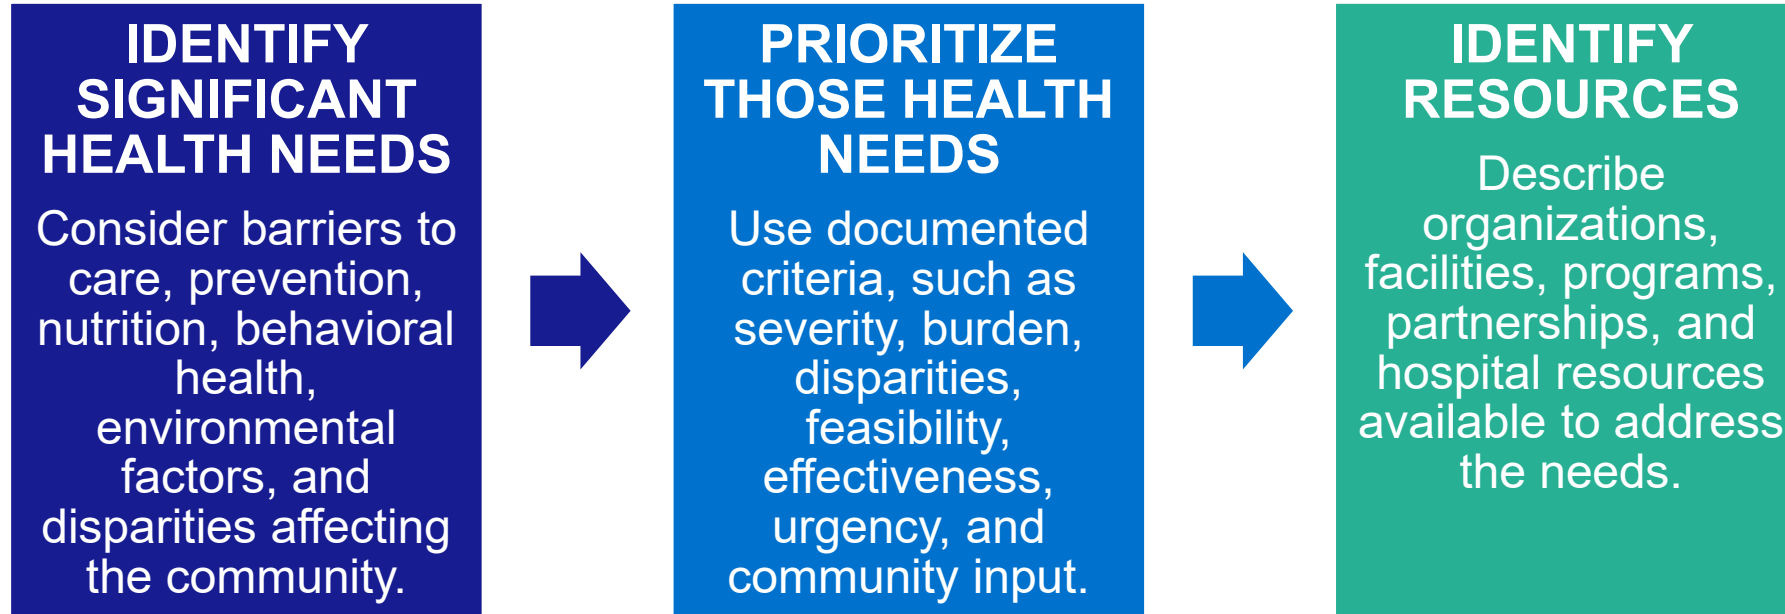 IDENTIFY
SIGNIFICANT
HEALTH NEEDS
Consider barriers to
care, prevention,
nutrition, behavioral
health,
environmental
factors, and
disparities affecting
the community.
PRIORITIZE
THOSE HEALTH
NEEDS
Use documented
criteria, such as
severity, burden,
disparities,
feasibility,
effectiveness,
urgency, and
community input.
IDENTIFY
RESOURCES
Describe
organizations,
facilities, programs,
partnerships, and
hospital resources
available to address
the needs.